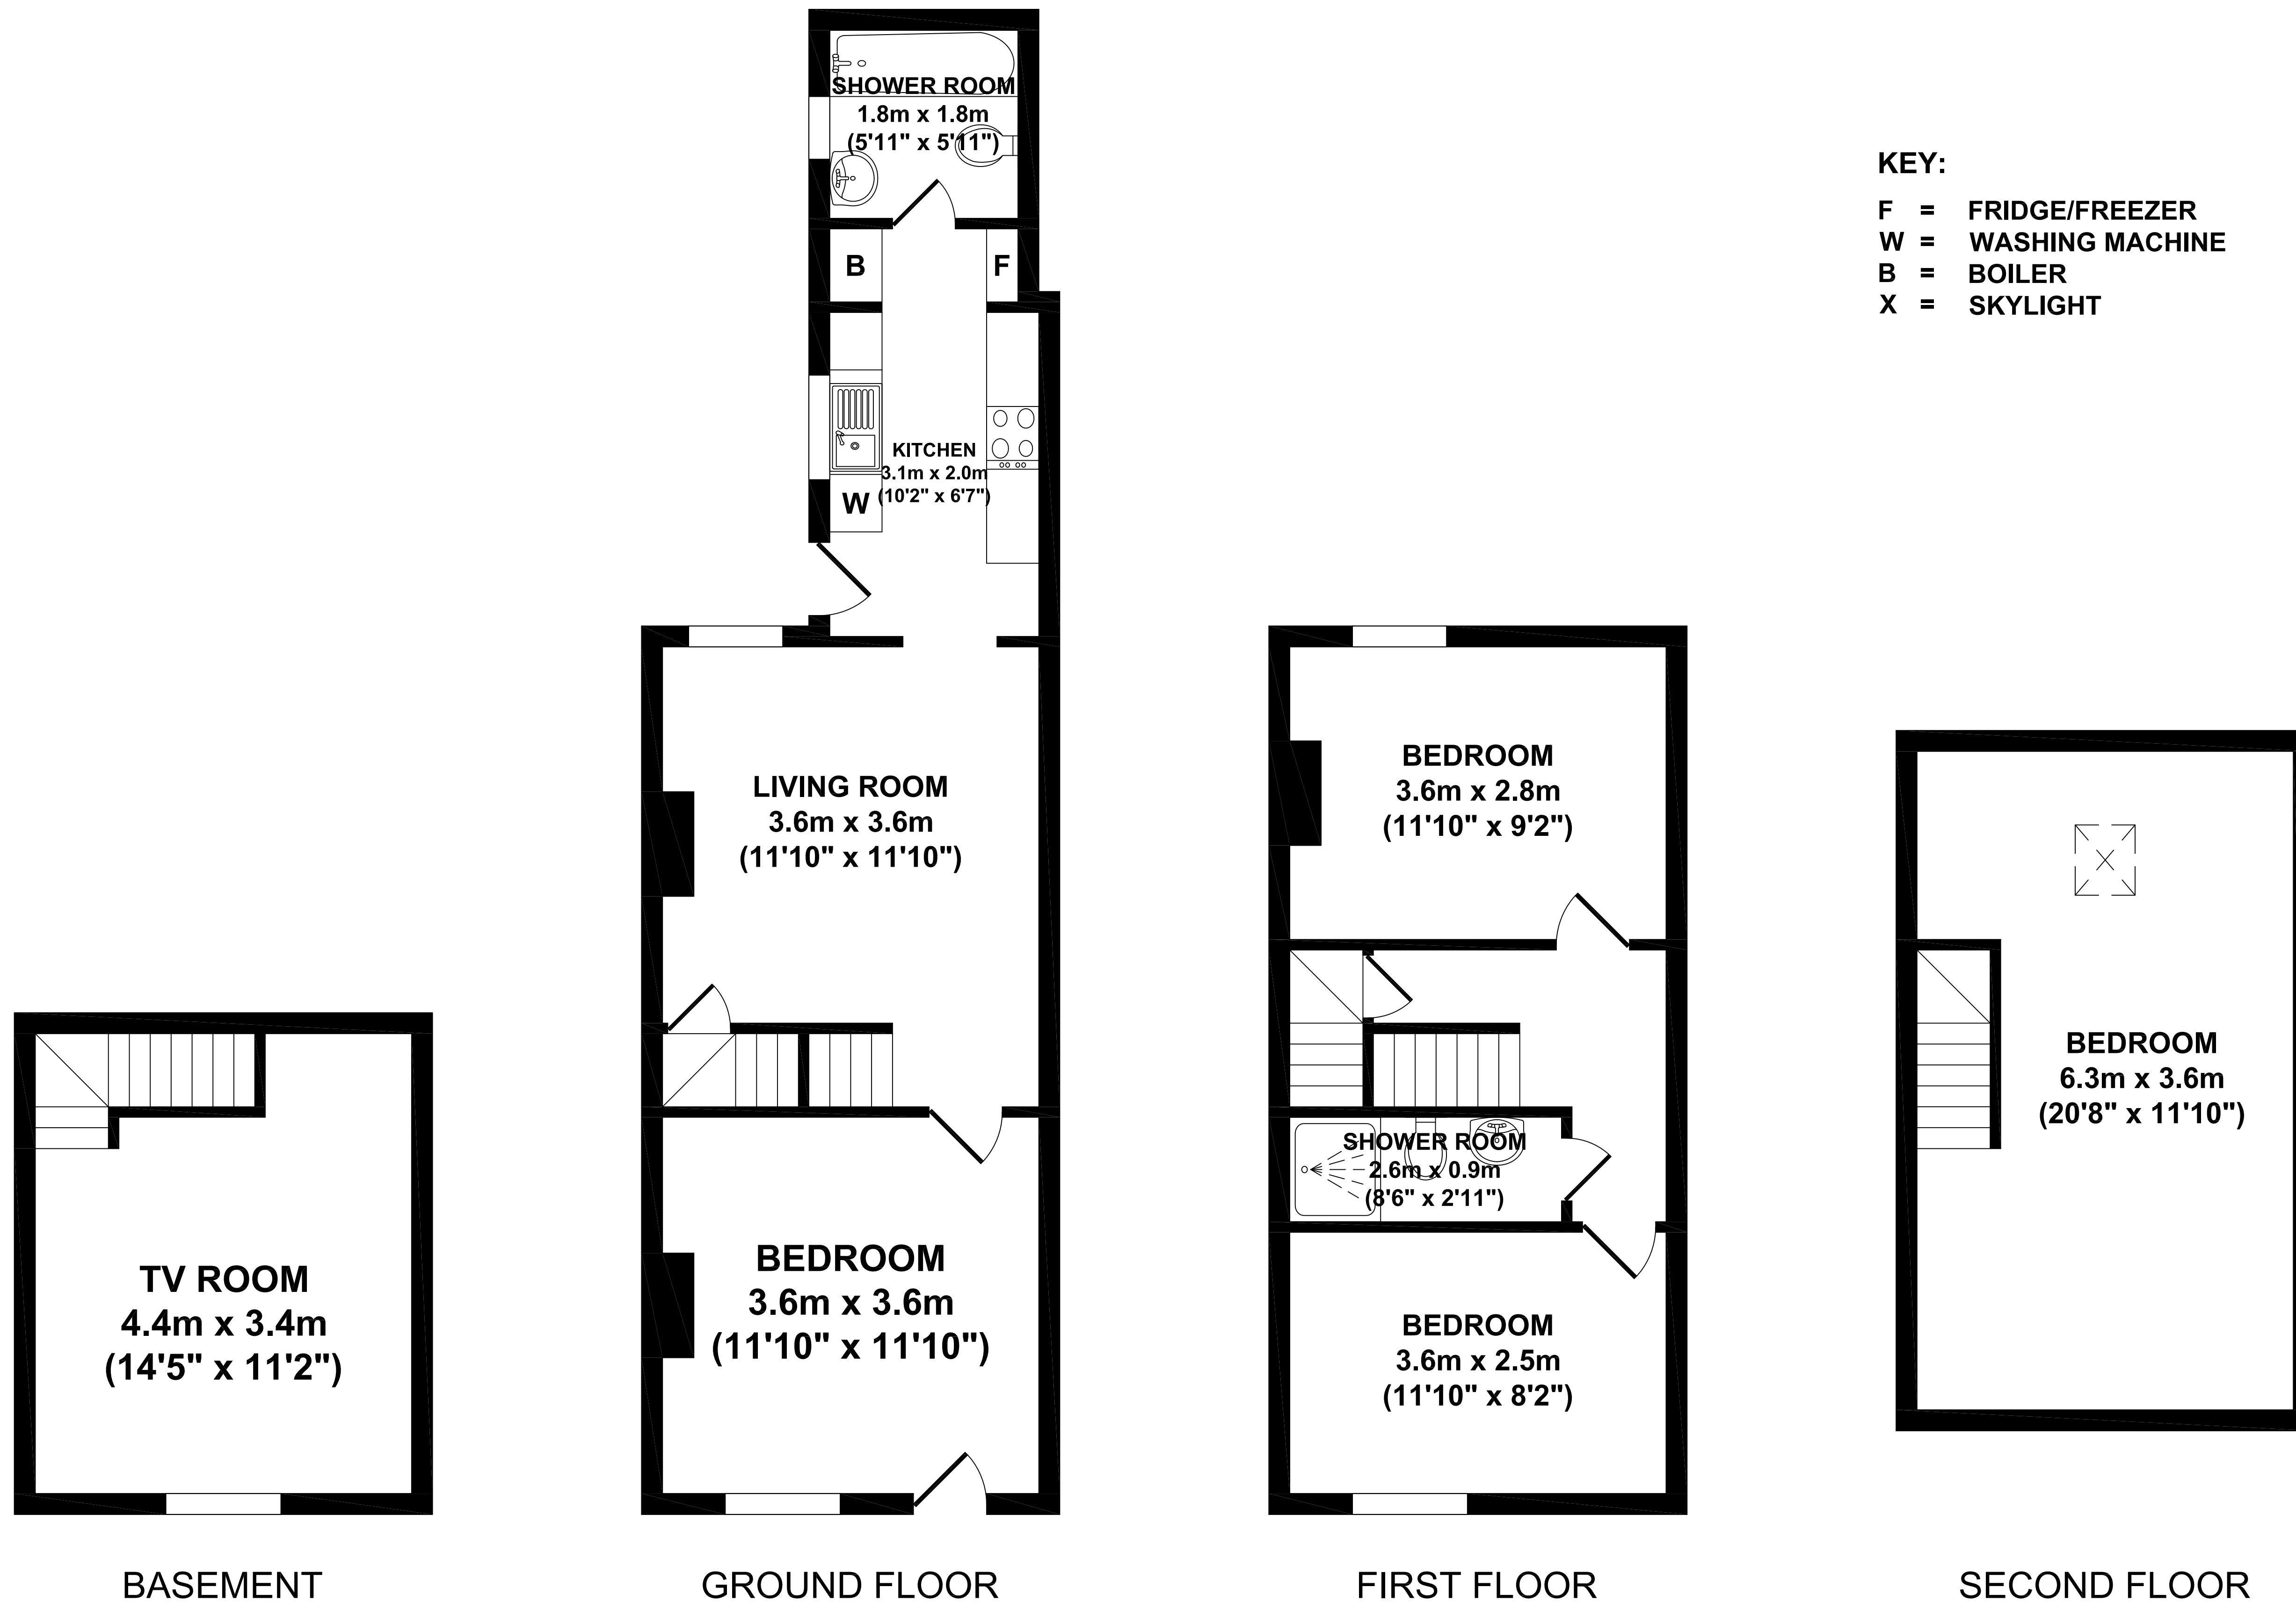 SHOWER ROOM
1.8m x 1.8m
(5'11" x 5'11")
B
F
KITCHEN
3.1m x 2.0m
(10'2" x 6'7")
W
LIVING ROOM
3.6m x 3.6m
(11'10" x 11'10")
BEDROOM
3.6m x 3.6m
(11'10" x 11'10")
TV ROOM
4.4m x 3.4m
(14'5" x 11'2")
BEDROOM
3.6m x 2.8m
(11'10" x 9'2")
SHOWER ROOM
2.6m x 0.9m
(8'6" x 2'11")
BEDROOM
3.6m x 2.5m
(11'10" x 8'2")
BEDROOM
6.3m x 3.6m
(20'8" x 11'10")
KEY:
F = FRIDGE/FREEZER
W = WASHING MACHINE
B = BOILER
X = SKYLIGHT
BASEMENT
GROUND FLOOR
FIRST FLOOR
SECOND FLOOR